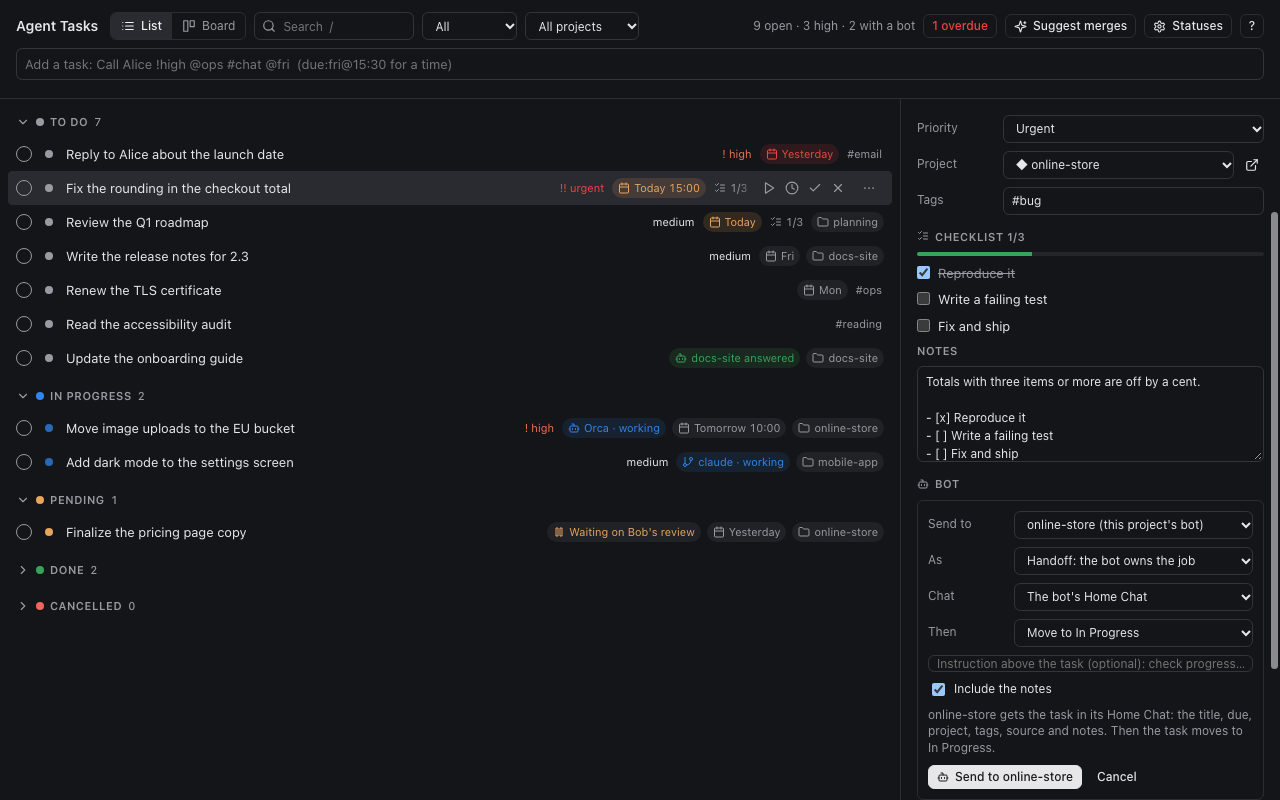 Agent Tasks List Board Search / All All projects 9 open · 3 high · 2 with a bot 1 overdue Suggest merges Statuses ?
Add a task: Call Alice !high @ops #chat @fri (due:fri@15:30 for a time)
TO DO 7
Reply to Alice about the launch date ! high Yesterday #email
Fix the rounding in the checkout total !! urgent Today 15:00 1/3 ...
Review the Q1 roadmap medium Today 1/3 planning
Write the release notes for 2.3 medium Fri docs-site
Renew the TLS certificate Mon #ops
Read the accessibility audit #reading
Update the onboarding guide docs-site answered docs-site
IN PROGRESS 2
Move image uploads to the EU bucket ! high Orca · working Tomorrow 10:00 online-store
Add dark mode to the settings screen medium claude · working mobile-app
PENDING 1
Finalize the pricing page copy Waiting on Bob's review Yesterday online-store
DONE 2
CANCELLED 0
Priority Urgent
Project ◆ online-store
Tags #bug
CHECKLIST 1/3
Reproduce it
Write a failing test
Fix and ship
NOTES
Totals with three items or more are off by a cent.
- [x] Reproduce it
- [ ] Write a failing test
- [ ] Fix and ship
BOT
Send to online-store (this project's bot)
As Handoff: the bot owns the job
Chat The bot's Home Chat
Then Move to In Progress
Instruction above the task (optional): check progress...
Include the notes
online-store gets the task in its Home Chat: the title, due,
project, tags, source and notes. Then the task moves to
In Progress.
Send to online-store Cancel